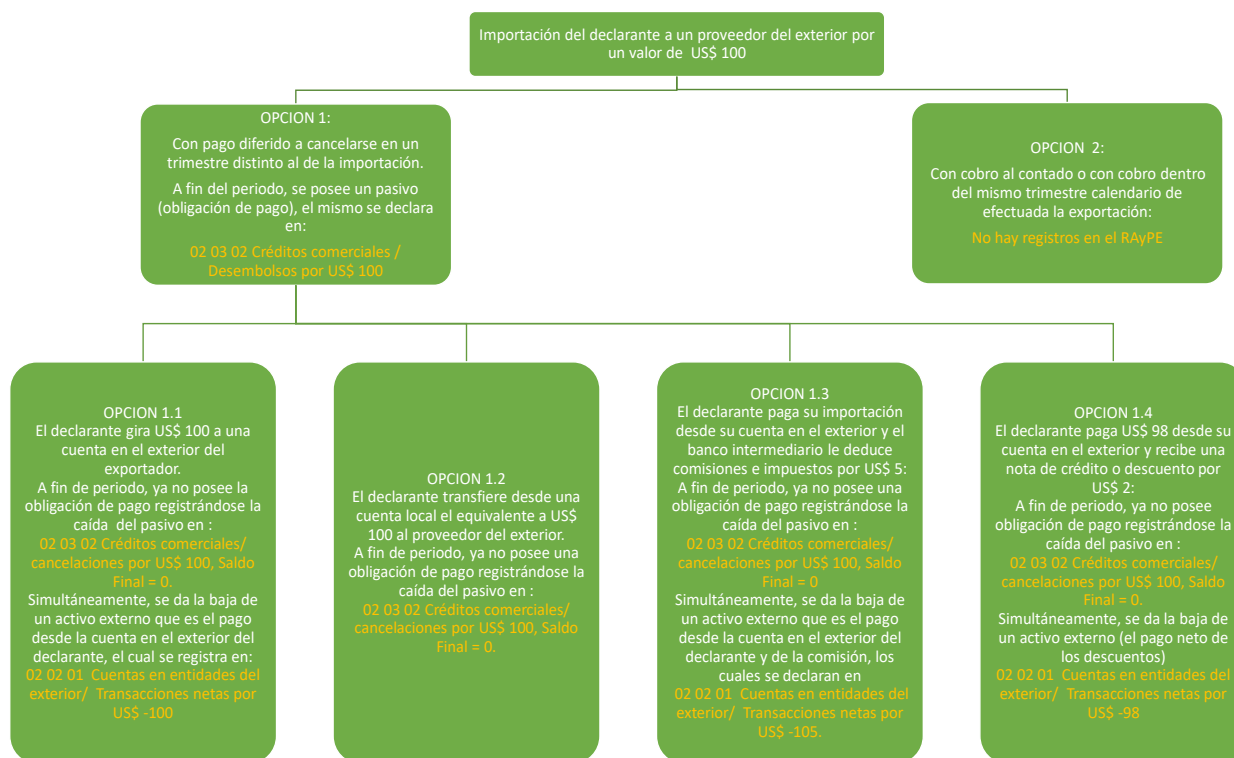 Importación del declarante a un proveedor del exterior por
un valor de  US$ 100
OPCION 1:
Con pago diferido a cancelarse en un
trimestre distinto al de la importación.
A fin del periodo, se posee un pasivo
(obligación de pago), el mismo se declara
en:
02 03 02 Créditos comerciales /
Desembolsos por US$ 100
OPCION  2:
Con cobro al contado o con cobro dentro
del mismo trimestre calendario de
efectuada la exportación:
No hay registros en el RAyPE
OPCION 1.1
El declarante gira US$ 100 a una
cuenta en el exterior del
exportador.
A fin de periodo, ya no posee la
obligación de pago registrándose la
caída  del pasivo en :
02 03 02 Créditos comerciales/
cancelaciones por US$ 100, Saldo
Final = 0.
Simultáneamente, se da la baja de
un activo externo que es el pago
desde la cuenta en el exterior del
declarante, el cual se registra en:
02 02 01  Cuentas en entidades del
exterior/  Transacciones netas por
US$ -100
OPCION 1.2
El declarante transfiere desde una
cuenta local el equivalente a US$
100 al proveedor del exterior.
A fin de periodo, ya no posee una
obligación de pago registrándose la
caída del pasivo en :
02 03 02 Créditos comerciales/
cancelaciones por US$ 100, Saldo
Final = 0.
OPCION 1.3
El declarante paga su importación
desde su cuenta en el exterior y el
banco intermediario le deduce
comisiones e impuestos por US$ 5:
A fin de periodo, ya no posee una
obligación de pago registrándose la
caída del pasivo en :
02 03 02 Créditos comerciales/
cancelaciones por US$ 100, Saldo
Final = 0
Simultáneamente, se da la baja de
un activo externo que es el pago
desde la cuenta en el exterior del
declarante y de la comisión, los
cuales se declaran en
02 02 01  Cuentas en entidades del
exterior/  Transacciones netas por
US$ -105.
OPCION 1.4
El declarante paga US$ 98 desde su
cuenta en el exterior y recibe una
nota de crédito o descuento por
US$ 2:
A fin de periodo, ya no posee
obligación de pago registrándose la
caída del pasivo en :
02 03 02 Créditos comerciales/
cancelaciones por US$ 100, Saldo
Final = 0.
Simultáneamente, se da la baja de
un activo externo (el pago neto de
los descuentos)
02 02 01  Cuentas en entidades del
exterior/  Transacciones netas por
US$ -98